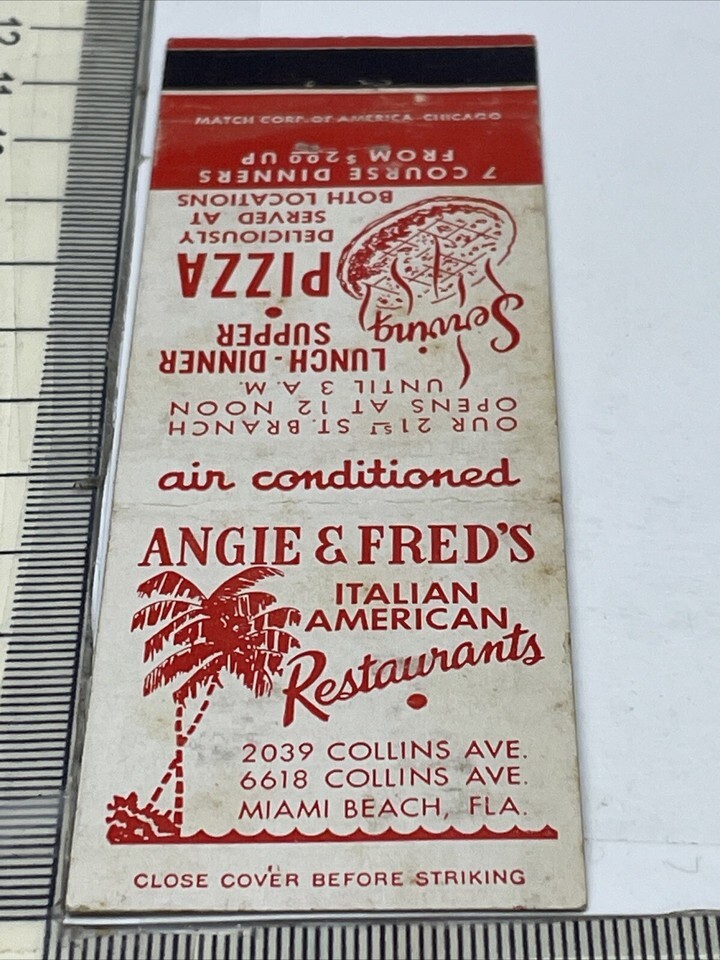 ANGIE & FRED'S
ITALIAN
AMERICAN
Restaurants
2039 COLLINS AVE.
6618 COLLINS AVE.
MIAMI BEACH, FLA.
CLOSE COVER BEFORE STRIKING
air conditioned
OUR 21ST ST. BRANCH
OPENS AT 12 NOON
UNTIL 3 A.M.
LUNCH - DINNER
SUPPER
Serving
PIZZA
DELICIOUSLY
SERVED AT
BOTH LOCATIONS
7 COURSE DINNERS
FROM $2.00 UP
MATCH CORP. OF AMERICA, CHICAGO
12
11